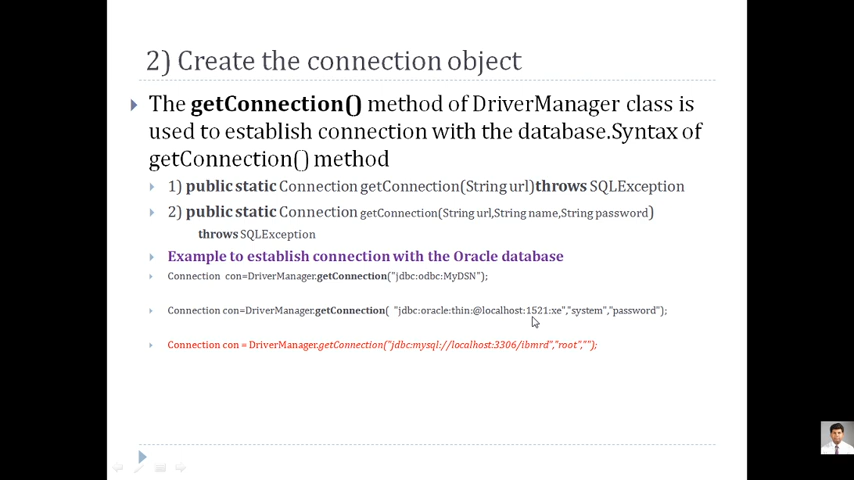 2) Create the connection object
The getConnection() method of DriverManager class is
used to establish connection with the database.Syntax of
getConnection() method
1) public static Connection getConnection(String url)throws SQLException
2) public static Connection getConnection(String url,String name,String password)
throws SQLException
Example to establish connection with the Oracle database
Connection con=DriverManager.getConnection("jdbc:odbc:MyDSN");
Connection con=DriverManager.getConnection( "jdbc:oracle:thin:@localhost:1521:xe","system","password");
Connection con = DriverManager.getConnection("jdbc:mysql://localhost:3306/ibmrd","root","");